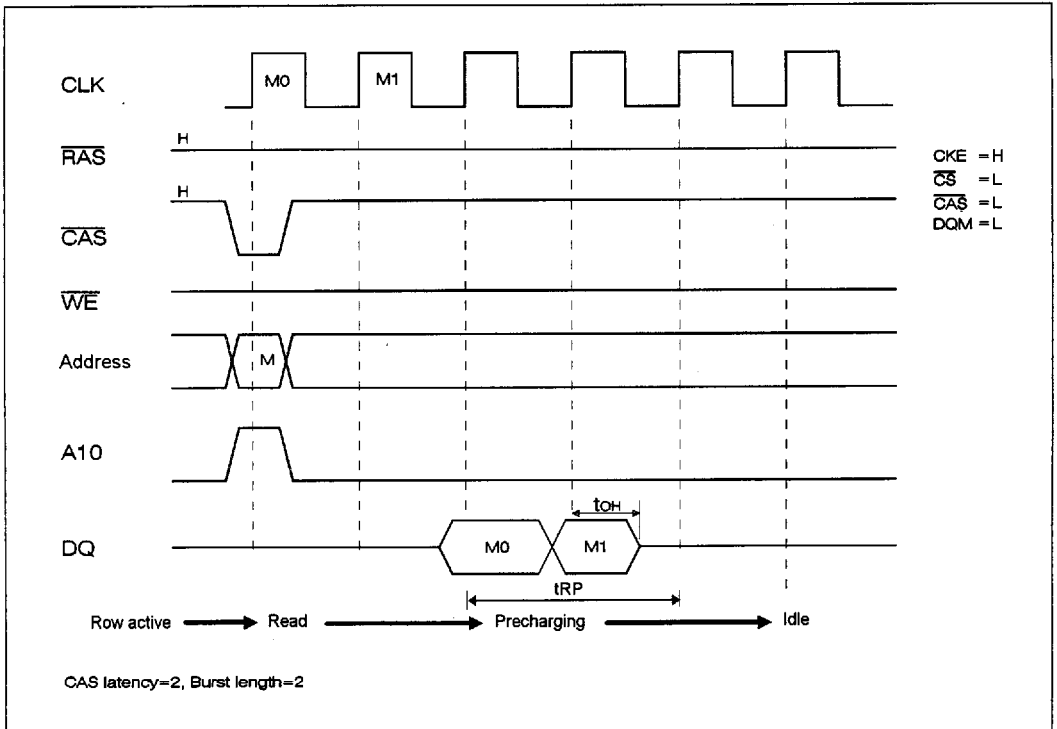 CLK
M0
M1
H
RAS
H
CAS
WE
Address
M
A10
DQ
M0
M1
tOH
tRP
Row active
Read
Precharging
Idle
CAS latency=2, Burst length=2
CKE =H
CS =L
CAS =L
DQM =L